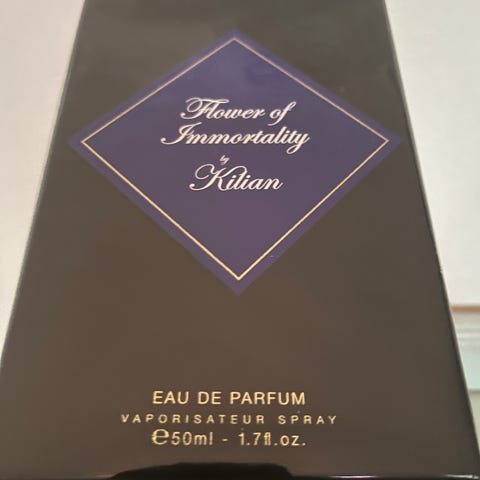 Flower of
Immortality
by
Kilian
EAU DE PARFUM
VAPORISATEUR SPRAY
℮50ml - 1.7fl.oz.